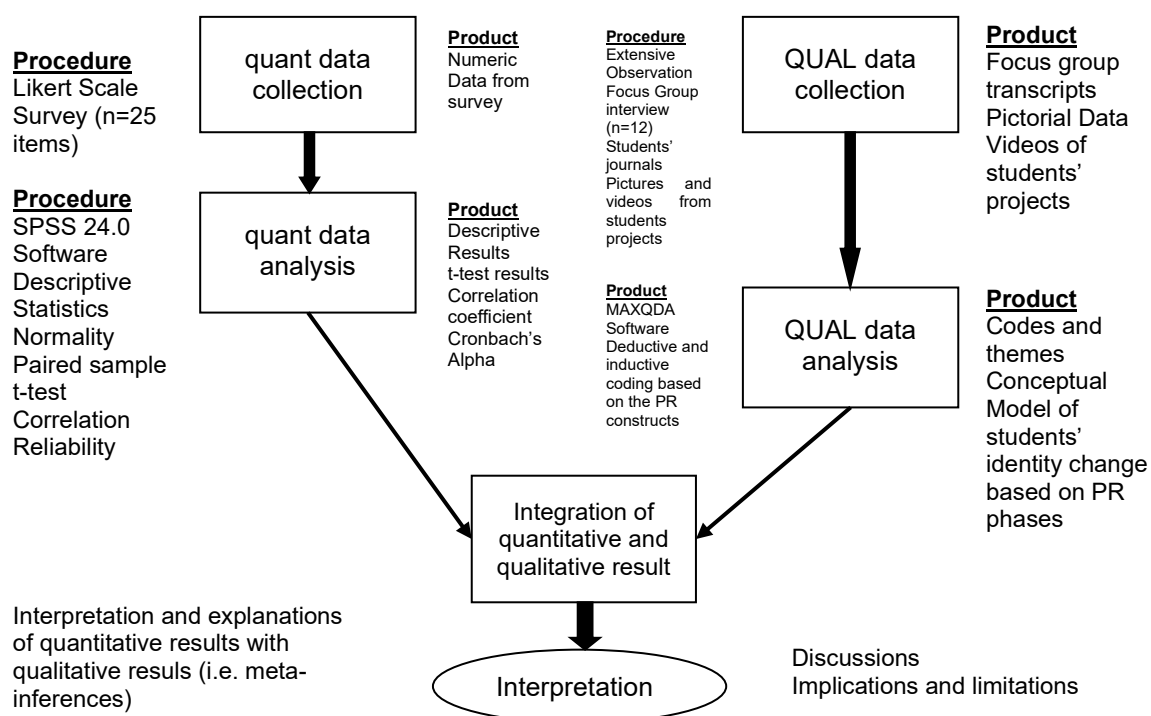 Procedure
Likert Scale
Survey (n=25
items)
quant data
collection
Product
Numeric
Data from
survey
Procedure
Extensive
Observation
Focus Group
interview
(n=12)
Students'
journals
Pictures and
videos from
students
projects
QUAL data
collection
Product
Focus group
transcripts
Pictorial Data
Videos of
students'
projects
Procedure
SPSS 24.0
Software
Descriptive
Statistics
Normality
Paired sample
t-test
Correlation
Reliability
quant data
analysis
Product
Descriptive
Results
t-test results
Correlation
coefficient
Cronbach's
Alpha
Product
MAXQDA
Software
Deductive and
inductive
coding based
on the PR
constructs
QUAL data
analysis
Product
Codes and
themes
Conceptual
Model of
students'
identity change
based on PR
phases
Integration of
quantitative and
qualitative result
Interpretation and explanations
of quantitative results with
qualitative resuls (i.e. meta-
inferences)
Interpretation
Discussions
Implications and limitations